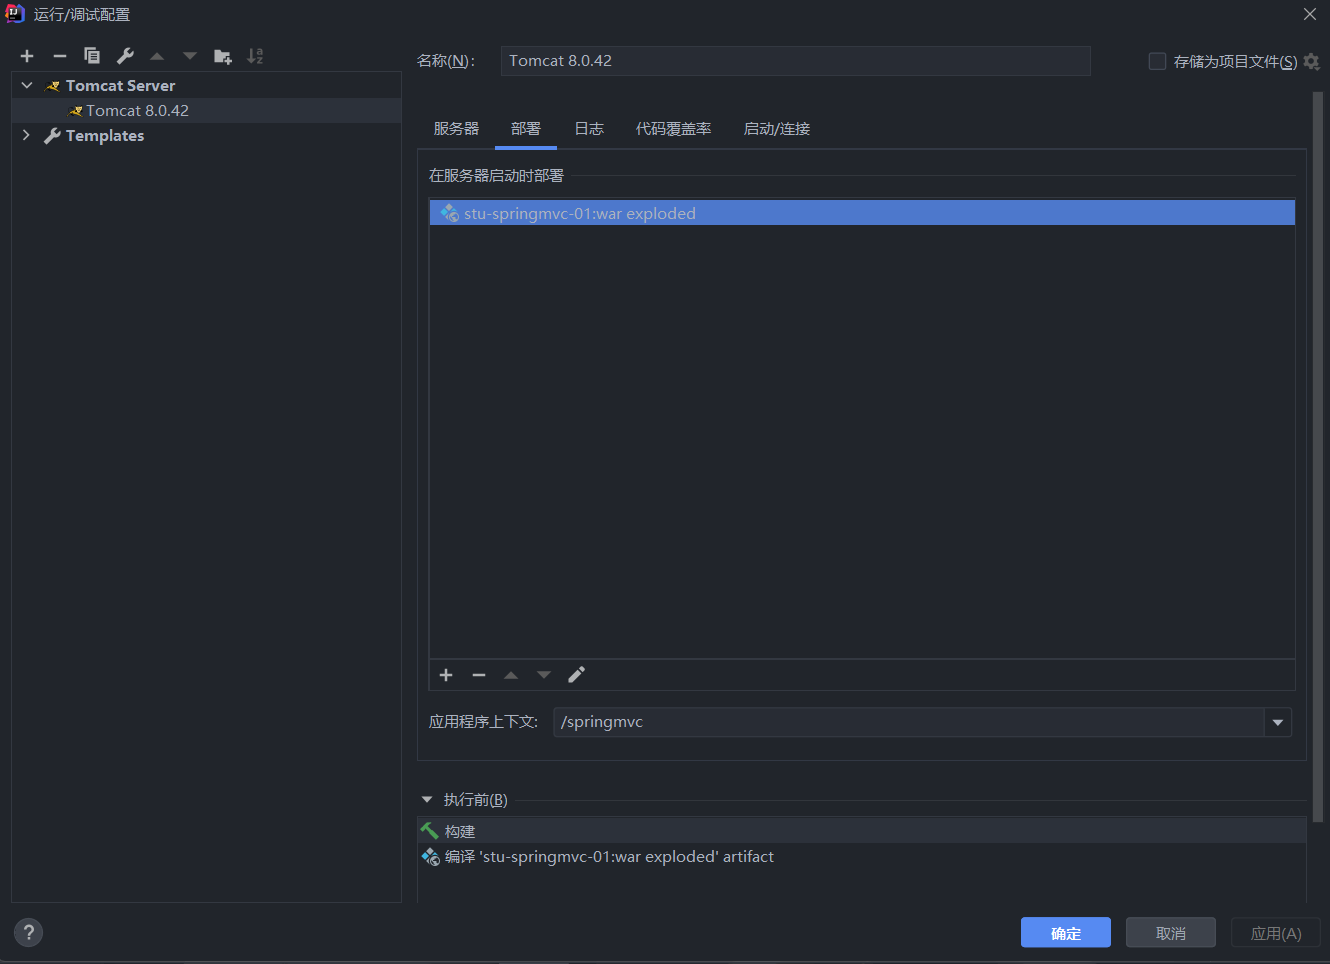 运行/调试配置
名称(N):
Tomcat 8.0.42
存储为项目文件(S)
Tomcat Server
Tomcat 8.0.42
Templates
服务器
部署
日志
代码覆盖率
启动/连接
在服务器启动时部署
stu-springmvc-01:war exploded
应用程序上下文:
/springmvc
执行前(B)
构建
编译 'stu-springmvc-01:war exploded' artifact
?
确定
取消
应用(A)